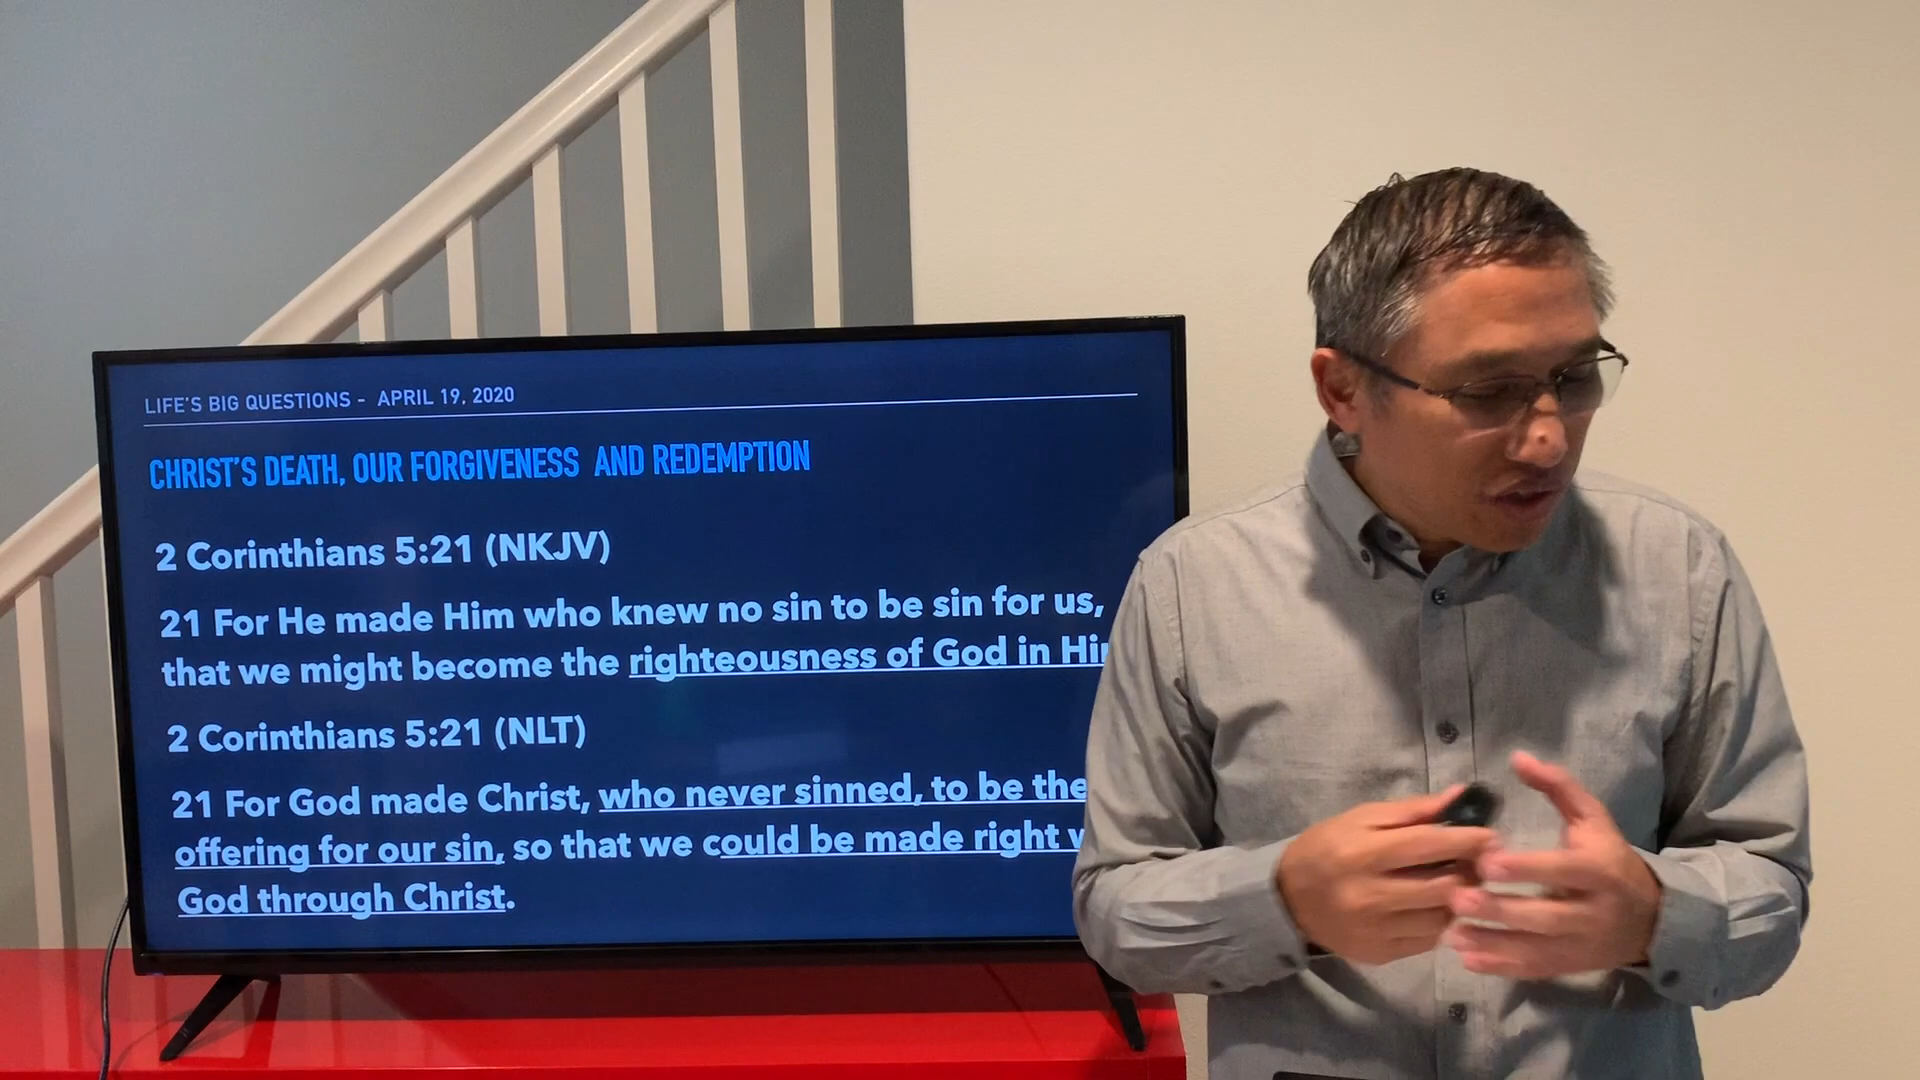 LIFE'S BIG QUESTIONS - APRIL 19, 2020
CHRIST'S DEATH, OUR FORGIVENESS AND REDEMPTION
2 Corinthians 5:21 (NKJV)
21 For He made Him who knew no sin to be sin for us,
that we might become the righteousness of God in
2 Corinthians 5:21 (NLT)
21 For God made Christ, who never sinned, to be the
offering for our sin, so that we could be made right
God through Christ.